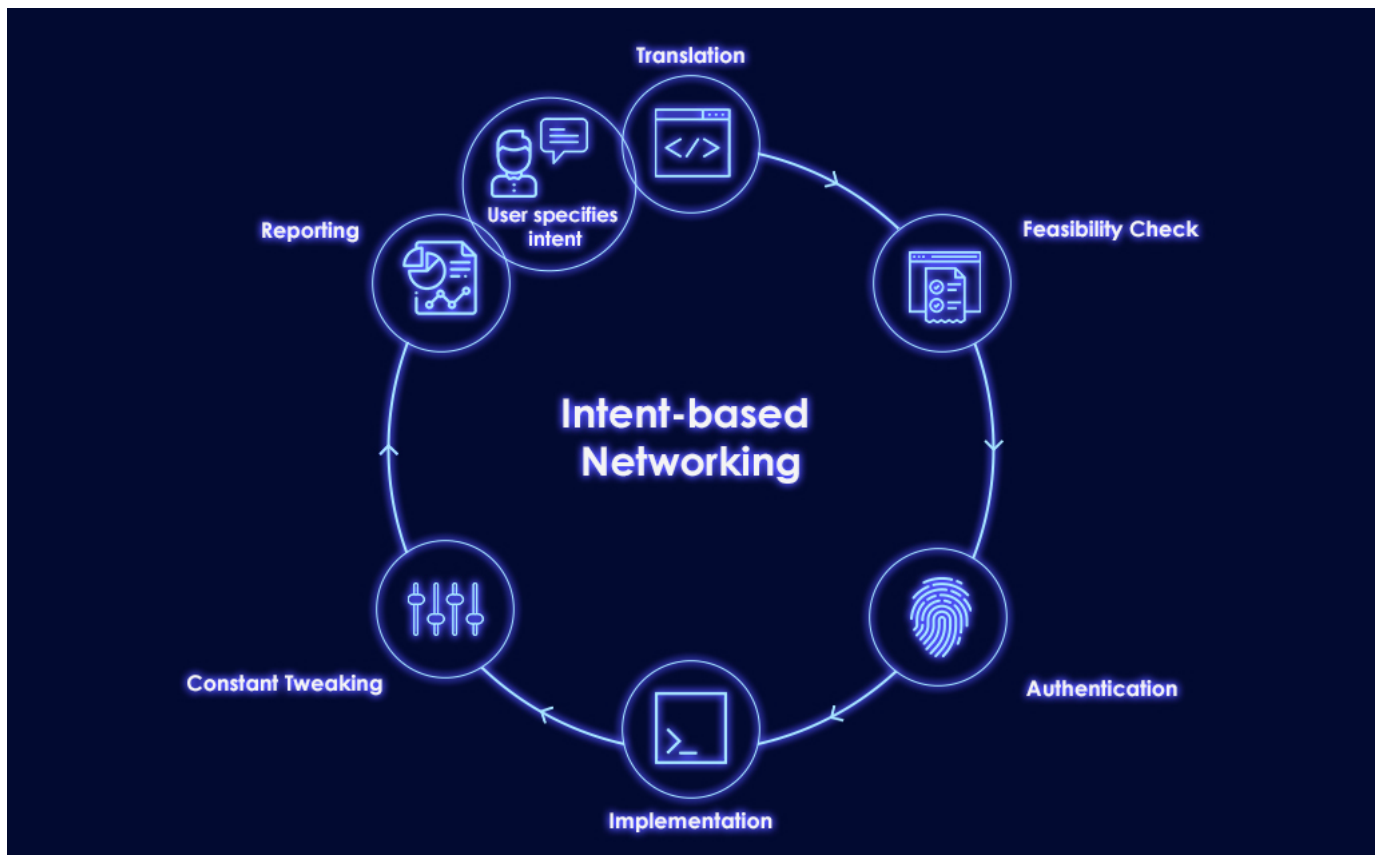 Translation
User specifies
intent
Reporting
Feasibility Check
Intent-based
Networking
Constant Tweaking
Authentication
Implementation